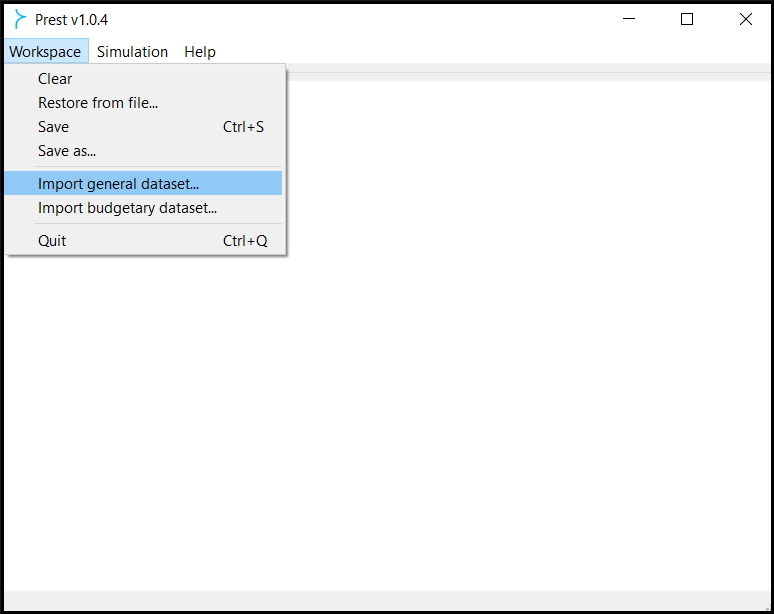 Prest v1.0.4
Workspace Simulation Help
Clear
Restore from file...
Save Ctrl+S
Save as...
Import general dataset...
Import budgetary dataset...
Quit Ctrl+Q